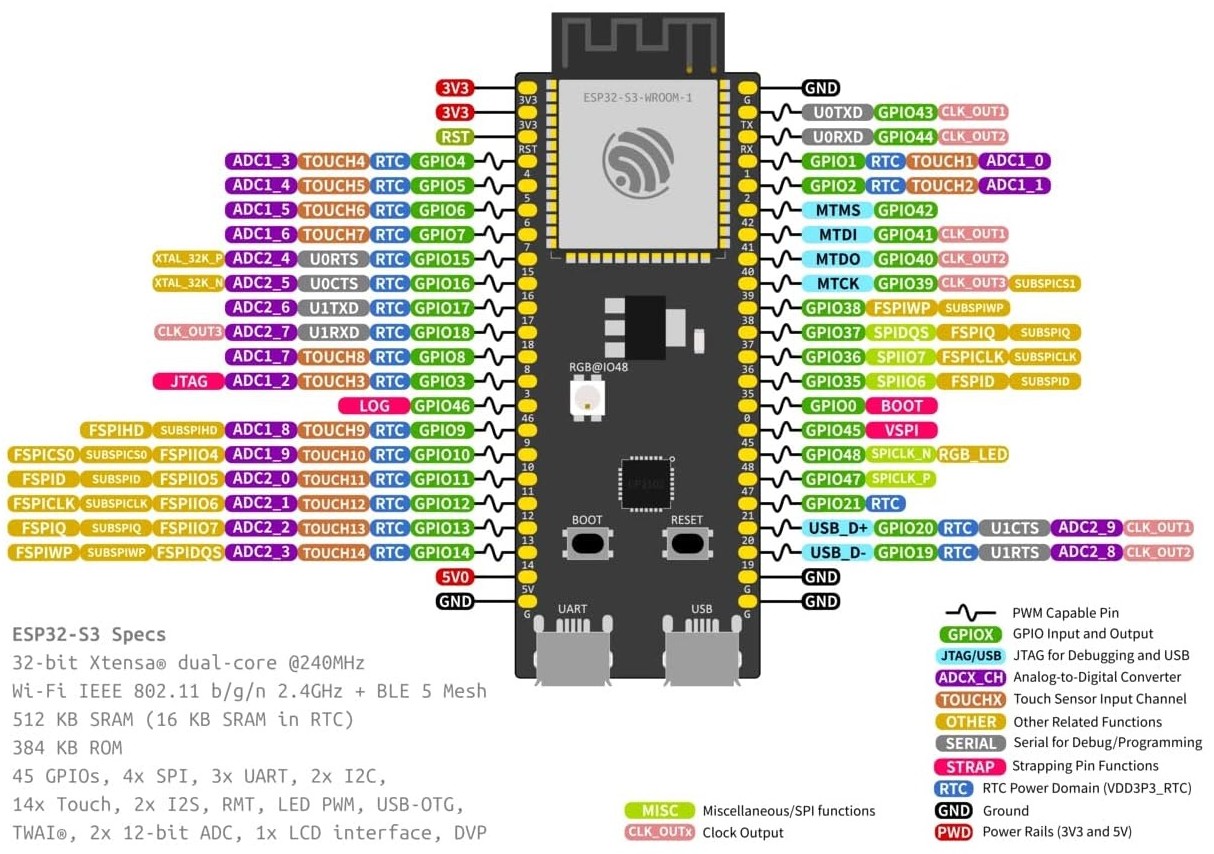 ESP32-S3-WROOM-1
3V3 3V3 G GND
3V3 3V3 TX U0TXD GPIO43 CLK_OUT1
RST RST RX U0RXD GPIO44 CLK_OUT2
ADC1_3 TOUCH4 RTC GPIO4 4 1 GPIO1 RTC TOUCH1 ADC1_0
ADC1_4 TOUCH5 RTC GPIO5 5 2 GPIO2 RTC TOUCH2 ADC1_1
ADC1_5 TOUCH6 RTC GPIO6 6 42 MTMS GPIO42
ADC1_6 TOUCH7 RTC GPIO7 7 41 MTDI GPIO41 CLK_OUT1
XTAL_32K_P ADC2_4 U0RTS RTC GPIO15 15 40 MTDO GPIO40 CLK_OUT2
XTAL_32K_N ADC2_5 U0CTS RTC GPIO16 16 39 MTCK GPIO39 CLK_OUT3 SUBSPICS1
ADC2_6 U1TXD RTC GPIO17 17 38 GPIO38 FSPIWP SUBSPIWP
CLK_OUT3 ADC2_7 U1RXD RTC GPIO18 18 37 GPIO37 SPIDQS FSPIQ SUBSPIQ
ADC1_7 TOUCH8 RTC GPIO8 8 36 GPIO36 SPIIO7 FSPICLK SUBSPICLK
RGB@IO48
JTAG ADC1_2 TOUCH3 RTC GPIO3 3 35 GPIO35 SPIIO6 FSPID SUBSPID
LOG GPIO46 46 0 GPIO0 BOOT
FSPIHD SUBSPIHD ADC1_8 TOUCH9 RTC GPIO9 9 45 GPIO45 VSPI
FSPICS0 SUBSPICS0 FSPIIO4 ADC1_9 TOUCH10 RTC GPIO10 10 48 GPIO48 SPICLK_N RGB_LED
FSPID SUBSPID FSPIIO5 ADC2_0 TOUCH11 RTC GPIO11 11 47 GPIO47 SPICLK_P
FSPICLK SUBSPICLK FSPIIO6 ADC2_1 TOUCH12 RTC GPIO12 12 21 GPIO21 RTC
BOOT RESET
FSPIQ SUBSPIQ FSPIIO7 ADC2_2 TOUCH13 RTC GPIO13 13 20 USB_D+ GPIO20 RTC U1CTS ADC2_9 CLK_OUT1
FSPIWP SUBSPIWP FSPIDQS ADC2_3 TOUCH14 RTC GPIO14 14 19 USB_D- GPIO19 RTC U1RTS ADC2_8 CLK_OUT2
5V0 5V G GND
GND G G GND
UART USB
ESP32-S3 Specs
32-bit Xtensa® dual-core @240MHz
Wi-Fi IEEE 802.11 b/g/n 2.4GHz + BLE 5 Mesh
512 KB SRAM (16 KB SRAM in RTC)
384 KB ROM
45 GPIOs, 4x SPI, 3x UART, 2x I2C,
14x Touch, 2x I2S, RMT, LED PWM, USB-OTG,
TWAI®, 2x 12-bit ADC, 1x LCD interface, DVP
MISC Miscellaneous/SPI functions
CLK_OUTx Clock Output
PWM Capable Pin
GPIOX GPIO Input and Output
JTAG/USB JTAG for Debugging and USB
ADCX_CH Analog-to-Digital Converter
TOUCHX Touch Sensor Input Channel
OTHER Other Related Functions
SERIAL Serial for Debug/Programming
STRAP Strapping Pin Functions
RTC RTC Power Domain (VDD3P3_RTC)
GND Ground
PWD Power Rails (3V3 and 5V)